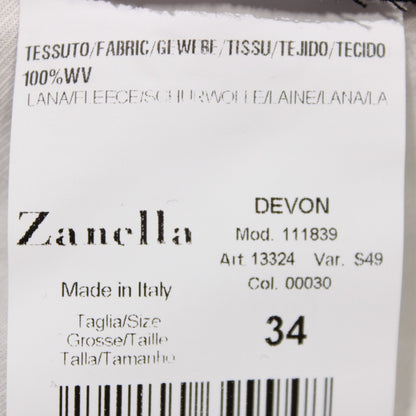 TESSUTO/FABRIC/GEWEBE/TISSU/TEJIDO/TECIDO
100%WV
LANA/FLEECE/SCHURWOLLE/LAINE/LANA/LA
Zanella
DEVON
Mod. 111839
Art 13324 Var. S49
Col. 00030
Made in Italy
Taglia/Size
Grosse/Taille
Talla/Tamanho
34